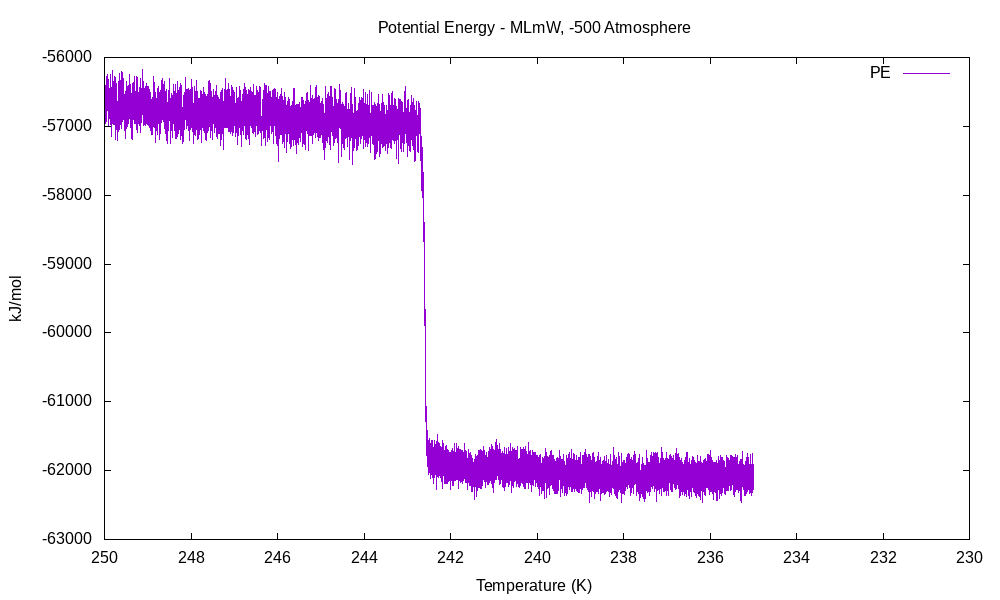 Potential Energy - MLmW, -500 Atmosphere
PE
-56000
-57000
-58000
-59000
-60000
-61000
-62000
-63000
kJ/mol
250 248 246 244 242 240 238 236 234 232 230
Temperature (K)